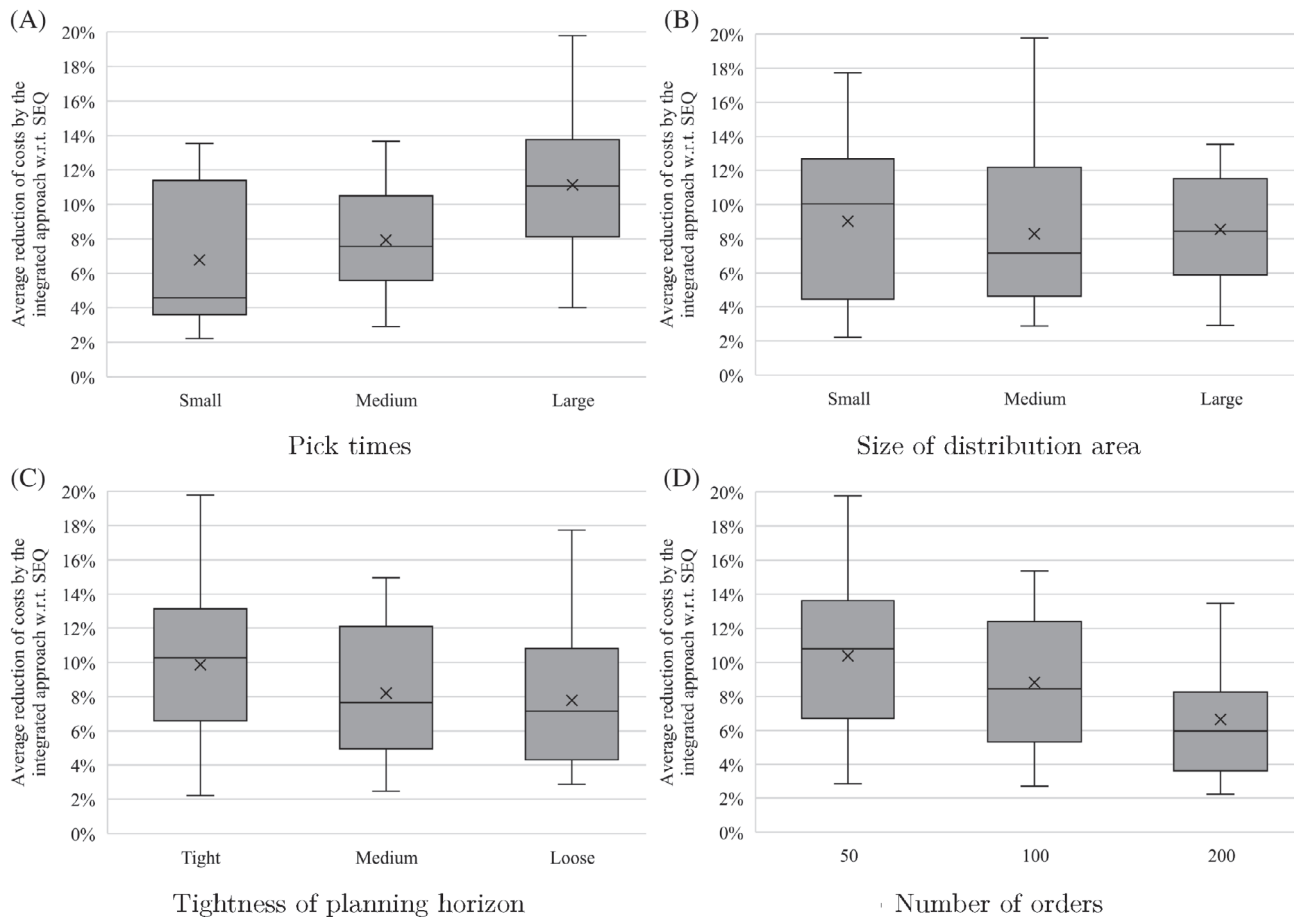 (A)
Average reduction of costs by the
integrated approach w.r.t. SEQ
20%
18%
16%
14%
12%
10%
8%
6%
4%
2%
0%
Small Medium Large
Pick times
(B)
Average reduction of costs by the
integrated approach w.r.t. SEQ
20%
18%
16%
14%
12%
10%
8%
6%
4%
2%
0%
Small Medium Large
Size of distribution area
(C)
Average reduction of costs by the
integrated approach w.r.t. SEQ
20%
18%
16%
14%
12%
10%
8%
6%
4%
2%
0%
Tight Medium Loose
Tightness of planning horizon
(D)
Average reduction of costs by the
integrated approach w.r.t. SEQ
20%
18%
16%
14%
12%
10%
8%
6%
4%
2%
0%
50 100 200
Number of orders